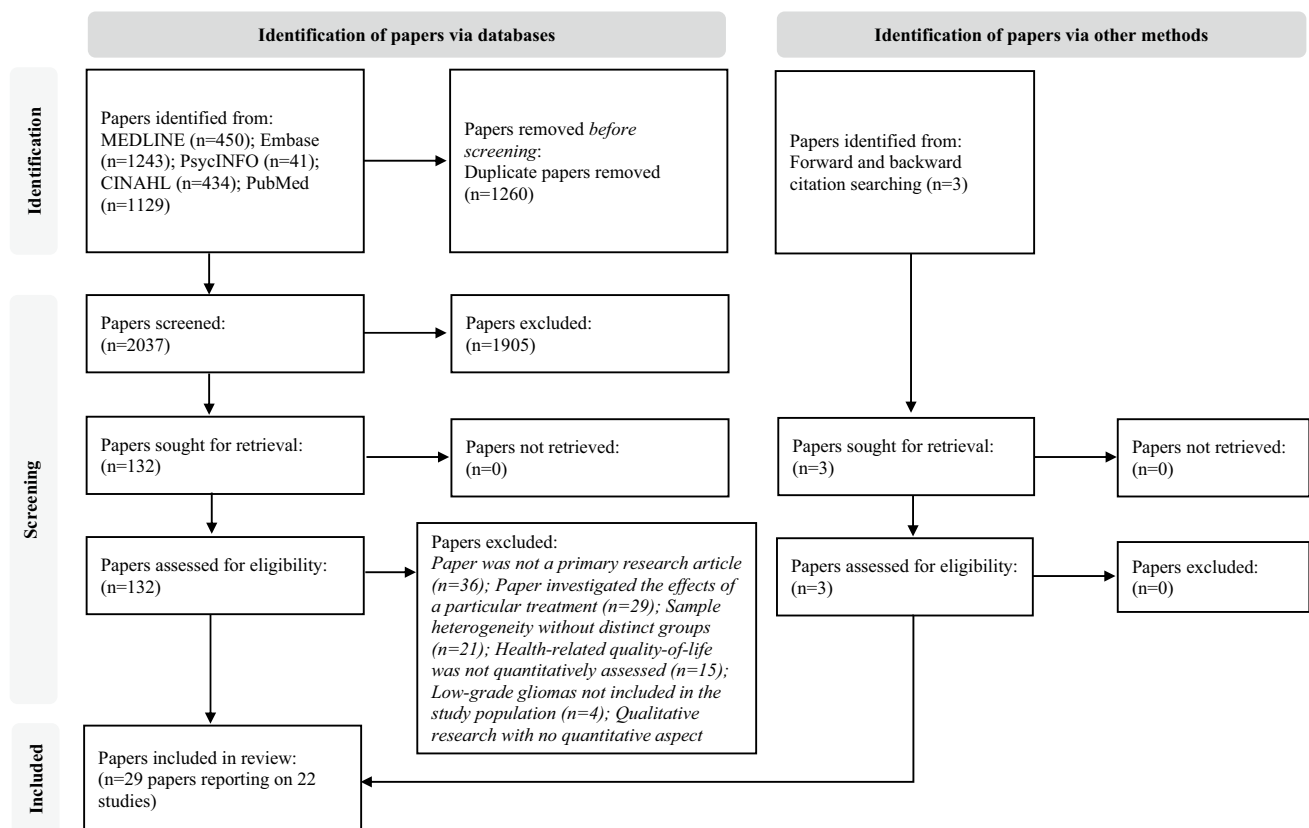 Identification of papers via databases
Identification of papers via other methods
Identification
Papers identified from:
MEDLINE (n=450); Embase
(n=1243); PsycINFO (n=41);
CINAHL (n=434); PubMed
(n=1129)
Papers removed before
screening:
Duplicate papers removed
(n=1260)
Papers identified from:
Forward and backward
citation searching (n=3)
Screening
Papers screened:
(n=2037)
Papers excluded:
(n=1905)
Papers sought for retrieval:
(n=132)
Papers not retrieved:
(n=0)
Papers sought for retrieval:
(n=3)
Papers not retrieved:
(n=0)
Papers assessed for eligibility:
(n=132)
Papers excluded:
Paper was not a primary research article
(n=36); Paper investigated the effects of
a particular treatment (n=29); Sample
heterogeneity without distinct groups
(n=21); Health-related quality-of-life
was not quantitatively assessed (n=15);
Low-grade gliomas not included in the
study population (n=4); Qualitative
research with no quantitative aspect
Papers assessed for eligibility:
(n=3)
Papers excluded:
(n=0)
Included
Papers included in review:
(n=29 papers reporting on 22
studies)